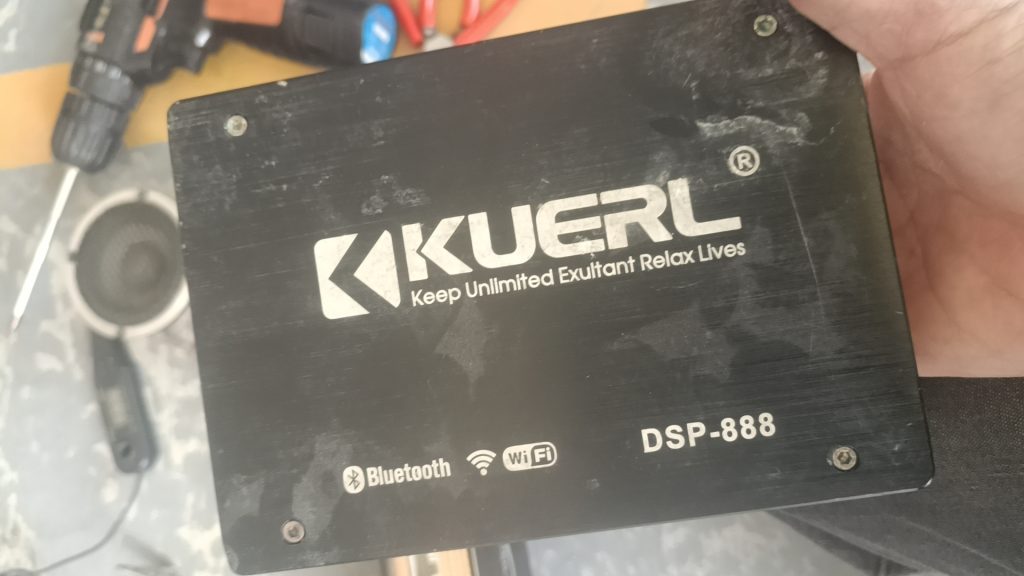 ®
KUERL
Keep Unlimited Exultant Relax Lives
DSP-888
Bluetooth WiFi